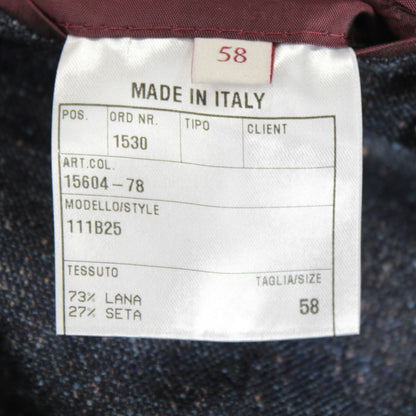 58
MADE IN ITALY
POS. ORD NR. TIPO CLIENT
1530
ART.COL.
15604-78
MODELLO/STYLE
111B25
TESSUTO TAGLIA/SIZE
73% LANA
27% SETA
58